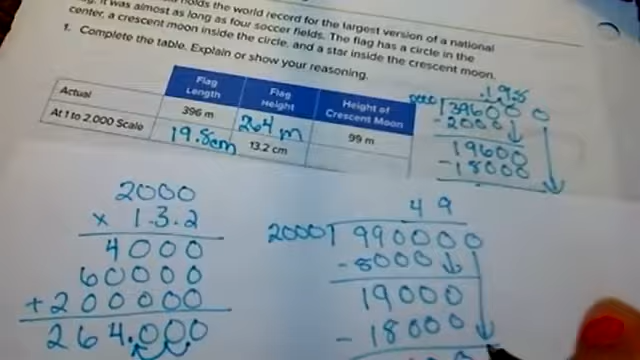 holds the world record for the largest version of a national
It was almost as long as four soccer fields. The flag has a circle in the
center, a crescent moon inside the circle, and a star inside the crescent moon.
1. Complete the table. Explain or show your reasoning.
Flag Length Flag Height Height of Crescent Moon
Actual 396 m 264 m 99 m
At 1 to 2,000 Scale 19.8cm 13.2 cm
2000
x 13.2
4000
60000
+200000
264.000
.198
39600 0 0
-2000
19600
-18000
49
2000 990000
-8000
19000
-18000